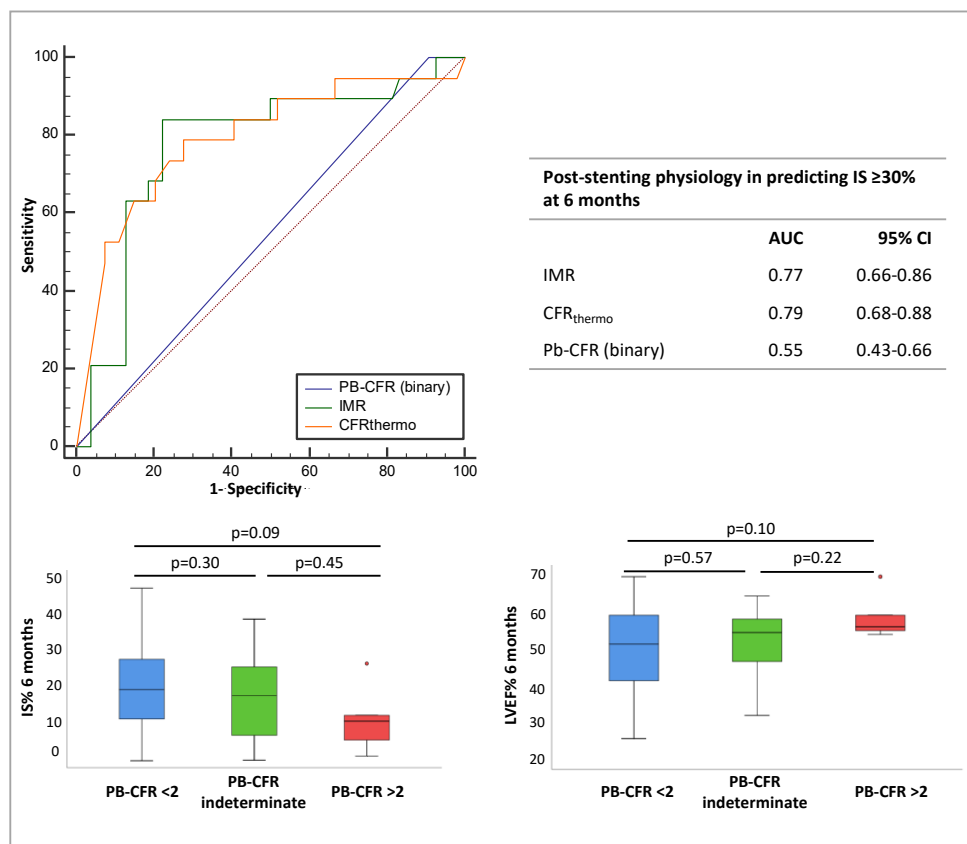 100
80
60
40
20
0
Sensitivity
0 20 40 60 80 100
1- Specificity
PB-CFR (binary)
IMR
CFRthermo
Post-stenting physiology in predicting IS ≥30%
at 6 months
AUC 95% CI
IMR 0.77 0.66-0.86
CFRthermo 0.79 0.68-0.88
Pb-CFR (binary) 0.55 0.43-0.66
p=0.09
p=0.30 p=0.45
50
40
30
20
10
0
IS% 6 months
PB-CFR <2
PB-CFR
indeterminate
PB-CFR >2
p=0.10
p=0.57 p=0.22
70
60
50
40
30
20
LVEF% 6 months
PB-CFR <2
PB-CFR
indeterminate
PB-CFR >2